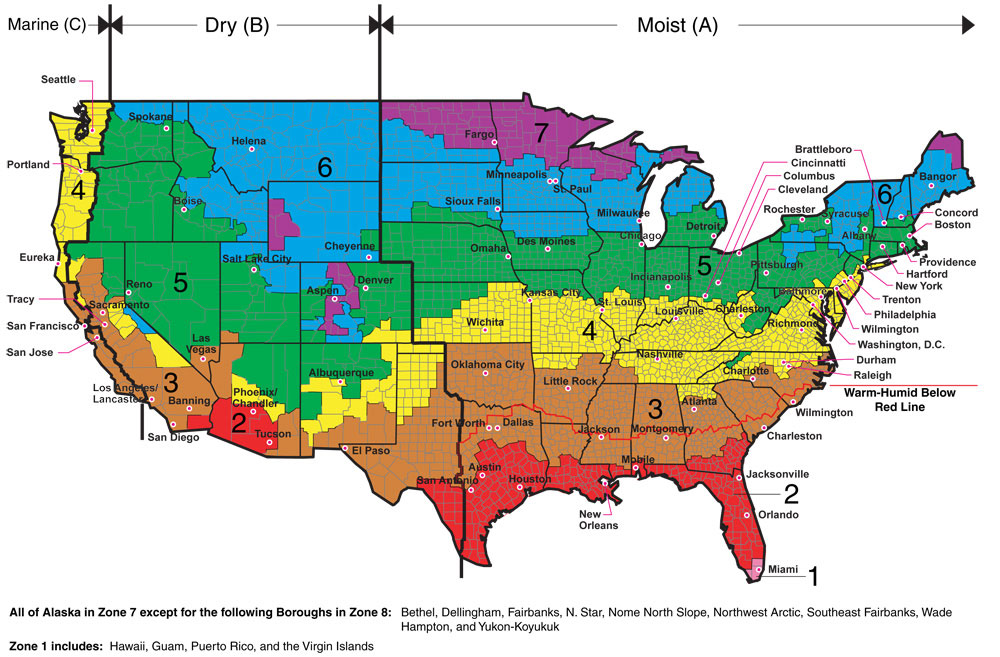 Marine (C)
Dry (B)
Moist (A)
Seattle
Spokane
Helena
Fargo
7
Brattleboro
Cincinnatti
Columbus
Cleveland
Portland
4
6
Minneapolis
St. Paul
Bangor
6
Boise
Sioux Falls
Milwaukee
Rochester
Syracuse
Concord
Boston
Detroit
Albany
Chicago
Cheyenne
Omaha
Des Moines
Eureka
Salt Lake City
Providence
Hartford
Pittsburgh
5
Indianapolis
5
Reno
Aspen
Denver
New York
Trenton
Baltimore
Kansas City
St. Louis
Tracy
Sacramento
Louisville
Charleston
Philadelphia
San Francisco
Wichita
4
Richmond
Wilmington
San Jose
Las
Vegas
Washington, D.C.
Nashville
Durham
Oklahoma City
Charlotte
Raleigh
Albuquerque
3
Los Angeles/
Lancaster
Phoenix/
Chandler
Little Rock
Warm-Humid Below
Red Line
Banning
2
Atlanta
3
Wilmington
San Diego
Tucson
Fort Worth
Dallas
Jackson
Montgomery
Charleston
El Paso
Mobile
Austin
San Antonio
Houston
Jacksonville
2
New
Orleans
Orlando
Miami
1
All of Alaska in Zone 7 except for the following Boroughs in Zone 8: Bethel, Dellingham, Fairbanks, N. Star, Nome North Slope, Northwest Arctic, Southeast Fairbanks, Wade
Hampton, and Yukon-Koyukuk
Zone 1 includes: Hawaii, Guam, Puerto Rico, and the Virgin Islands